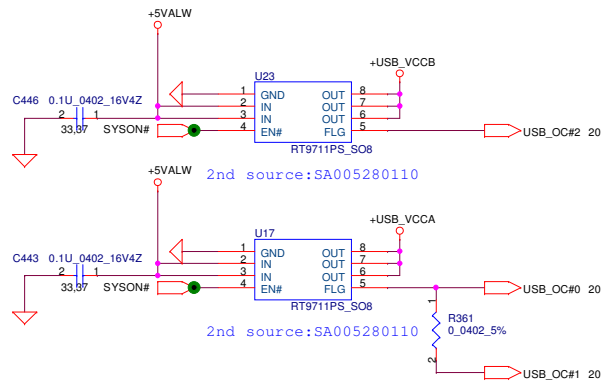 +5VALW
+USB_VCCB
U23
C446 0.1U_0402_16V4Z
1 GND OUT 8
2 IN OUT 7
2 1
3 IN OUT 6
33,37 SYSON#
4 EN# FLG 5
USB_OC#2 20
RT9711PS_SO8
2nd source:SA005280110
+5VALW
+USB_VCCA
U17
C443 0.1U_0402_16V4Z
1 GND OUT 8
2 IN OUT 7
2 1
3 IN OUT 6
33,37 SYSON#
4 EN# FLG 5
USB_OC#0 20
RT9711PS_SO8
1
R361
0_0402_5%
2nd source:SA005280110
2
USB_OC#1 20